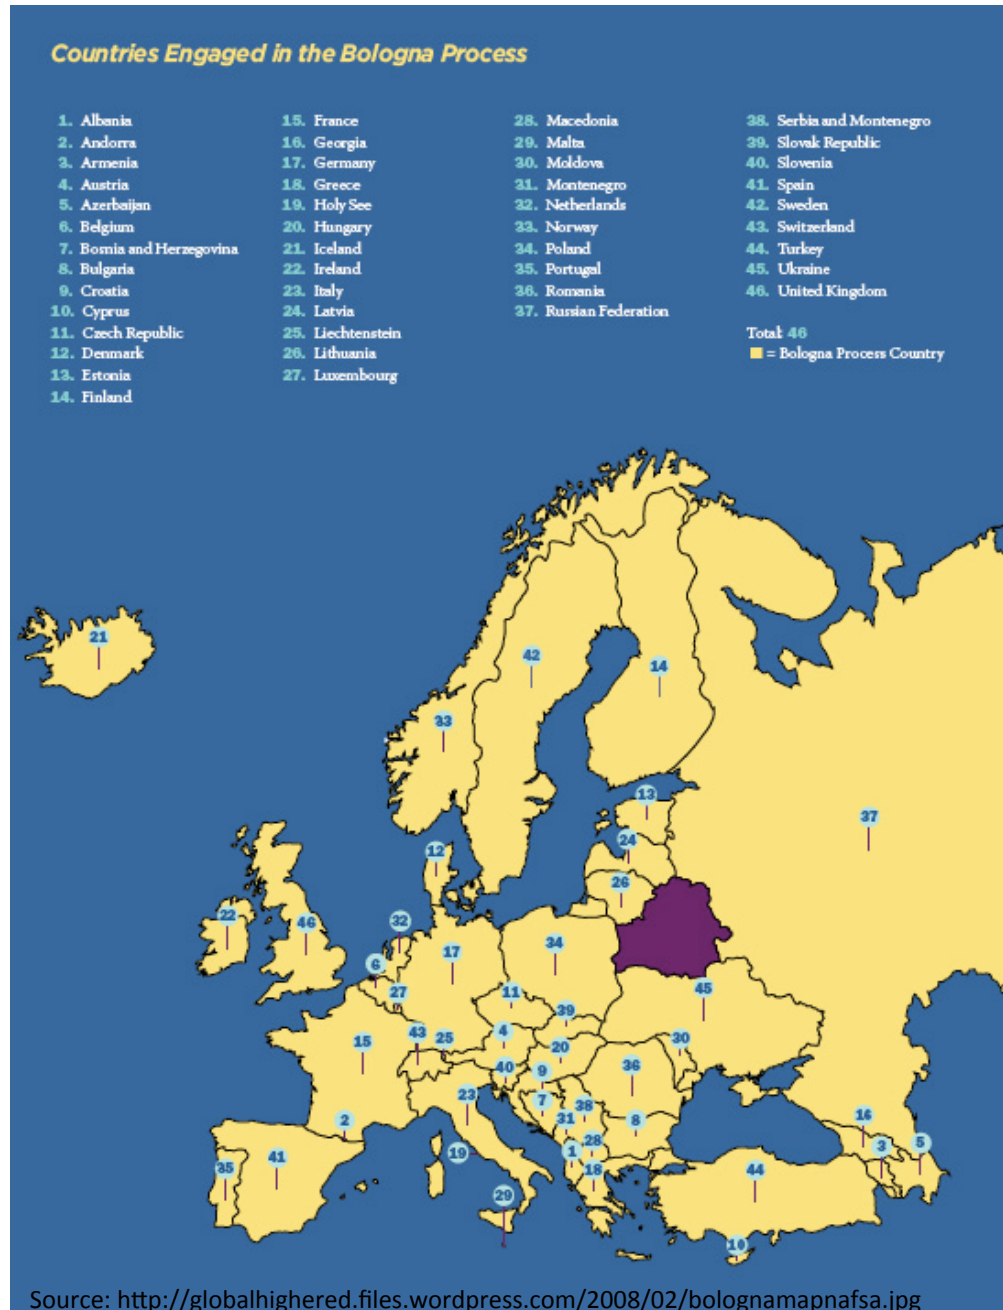 Countries Engaged in the Bologna Process
1. Albania
2. Andorra
3. Armenia
4. Austria
5. Azerbaijan
6. Belgium
7. Bosnia and Herzegovina
8. Bulgaria
9. Croatia
10. Cyprus
11. Czech Republic
12. Denmark
13. Estonia
14. Finland
15. France
16. Georgia
17. Germany
18. Greece
19. Holy See
20. Hungary
21. Iceland
22. Ireland
23. Italy
24. Latvia
25. Liechtenstein
26. Lithuania
27. Luxembourg
28. Macedonia
29. Malta
30. Moldova
31. Montenegro
32. Netherlands
33. Norway
34. Poland
35. Portugal
36. Romania
37. Russian Federation
38. Serbia and Montenegro
39. Slovak Republic
40. Slovenia
41. Spain
42. Sweden
43. Switzerland
44. Turkey
45. Ukraine
46. United Kingdom
Total: 46
= Bologna Process Country
21
42
14
33
13
37
24
12
26
22
46
32
34
17
6
27
11
45
39
43
25
4
15
20
30
40
9
36
23
7
38
31
8
2
16
28
3
5
1
19
41
35
18
44
29
10
Source: http://globalhighered.files.wordpress.com/2008/02/bolognamapnafsa.jpg